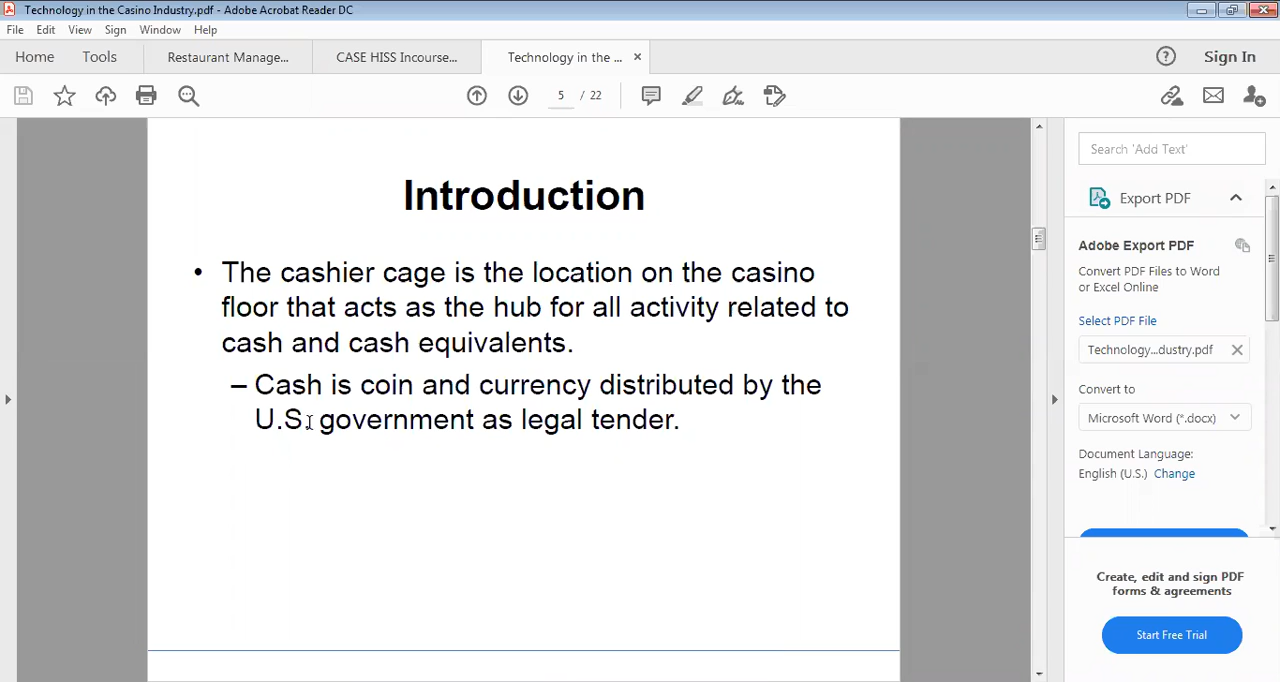 Technology in the Casino Industry.pdf - Adobe Acrobat Reader DC
File Edit View Sign Window Help
Home Tools Restaurant Manage... CASE HISS Incourse... Technology in the ... ×
? Sign In
5 / 22
Search 'Add Text'
Introduction
Export PDF
Adobe Export PDF
Convert PDF Files to Word
or Excel Online
Select PDF File
Technology...dustry.pdf
Convert to
Microsoft Word (*.docx)
Document Language:
English (U.S.) Change
• The cashier cage is the location on the casino
floor that acts as the hub for all activity related to
cash and cash equivalents.
– Cash is coin and currency distributed by the
U.S. government as legal tender.
Create, edit and sign PDF
forms & agreements
Start Free Trial